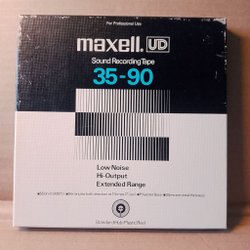 For Professional Use
maxell. UD
Sound Recording Tape
35-90
Low Noise
Hi-Output
Extended Range